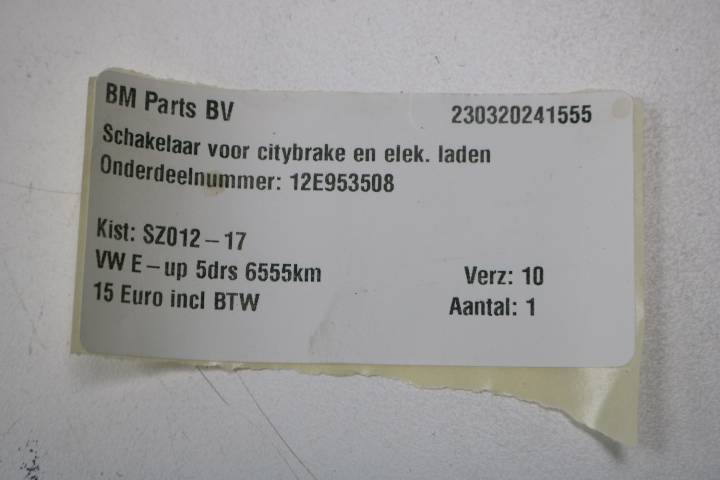 BM Parts BV 230320241555
Schakelaar voor citybrake en elek. laden
Onderdeelnummer: 12E953508
Kist: SZ012-17
VW E-up 5drs 6555km Verz: 10
15 Euro incl BTW Aantal: 1